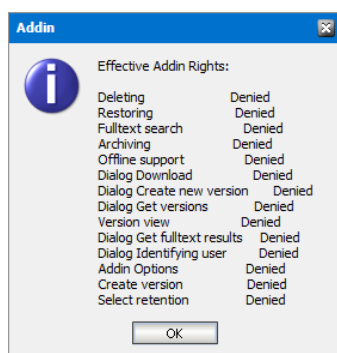 Addin
Effective Addin Rights:
Deleting Denied
Restoring Denied
Fulltext search Denied
Archiving Denied
Offline support Denied
Dialog Download Denied
Dialog Create new version Denied
Dialog Get versions Denied
Version view Denied
Dialog Get fulltext results Denied
Dialog Identifying user Denied
Addin Options Denied
Create version Denied
Select retention Denied
OK